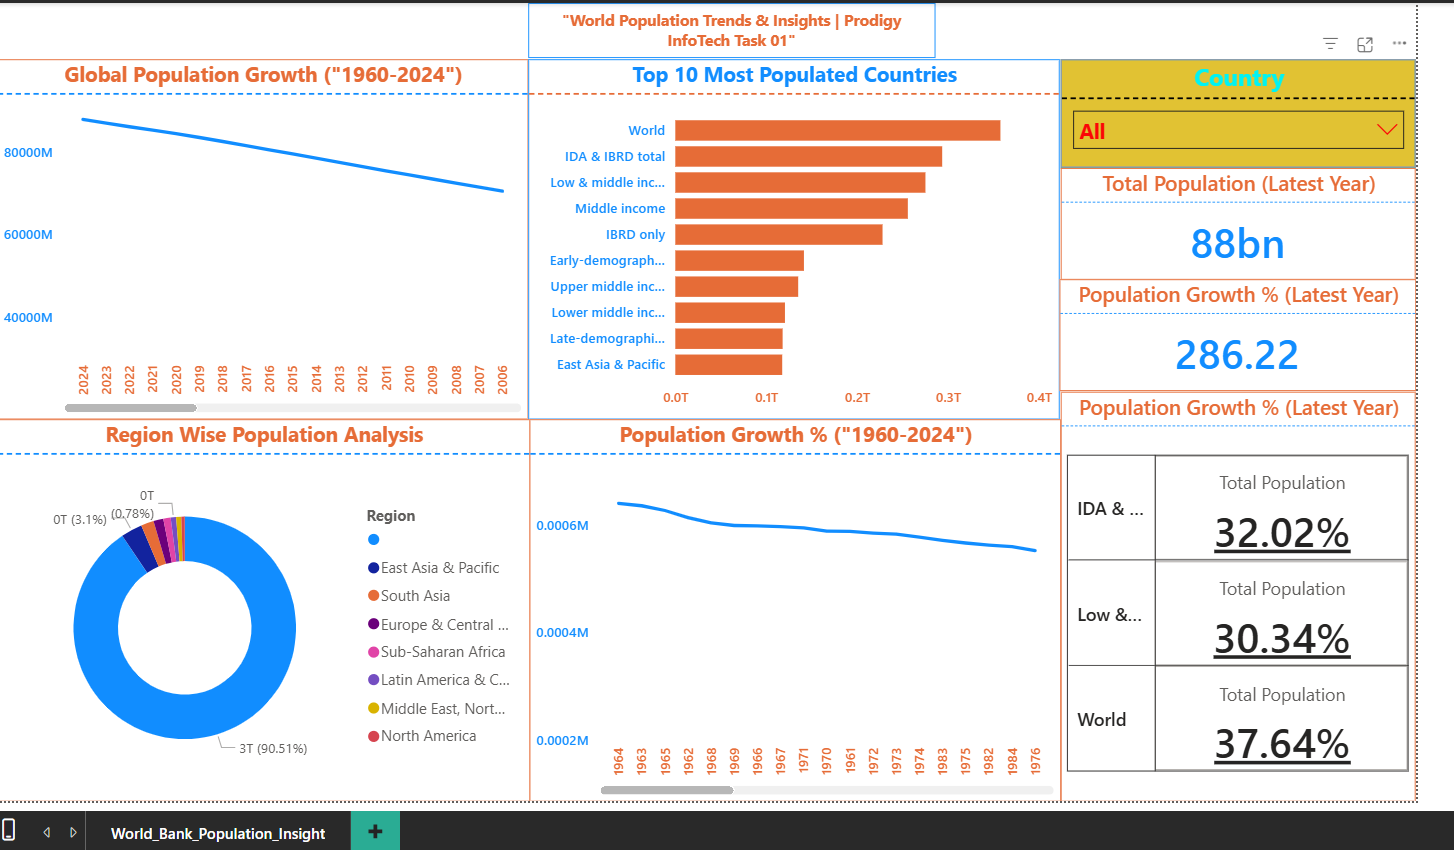 "World Population Trends & Insights | Prodigy
InfoTech Task 01"
Global Population Growth ("1960-2024")
80000M
60000M
40000M
2024 2023 2022 2021 2020 2019 2018 2017 2016 2015 2014 2013 2012 2011 2010 2009 2008 2007 2006
Top 10 Most Populated Countries
World
IDA & IBRD total
Low & middle inc...
Middle income
IBRD only
Early-demograph...
Upper middle inc...
Lower middle inc...
Late-demographi...
East Asia & Pacific
0.0T 0.1T 0.2T 0.3T 0.4T
Country
All
Total Population (Latest Year)
88bn
Population Growth % (Latest Year)
286.22
Population Growth % (Latest Year)
IDA & ...
Total Population
32.02%
Low &...
Total Population
30.34%
World
Total Population
37.64%
Region Wise Population Analysis
0T
(0.78%)
0T (3.1%)
3T (90.51%)
Region
East Asia & Pacific
South Asia
Europe & Central ...
Sub-Saharan Africa
Latin America & C...
Middle East, Nort...
North America
Population Growth % ("1960-2024")
0.0006M
0.0004M
0.0002M
1964 1963 1965 1962 1968 1969 1966 1967 1971 1970 1961 1972 1973 1974 1983 1975 1982 1984 1976
World_Bank_Population_Insight